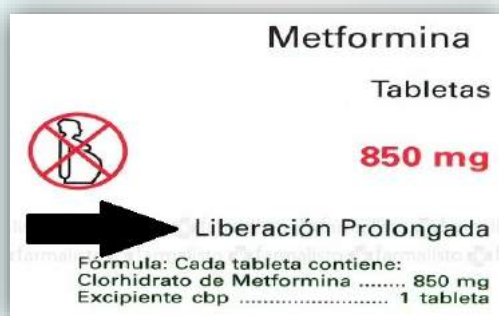 Metformina
Tabletas
850 mg
Liberación Prolongada
Fórmula: Cada tableta contiene:
Clorhidrato de Metformina ........ 850 mg
Excipiente cbp ......................... 1 tableta